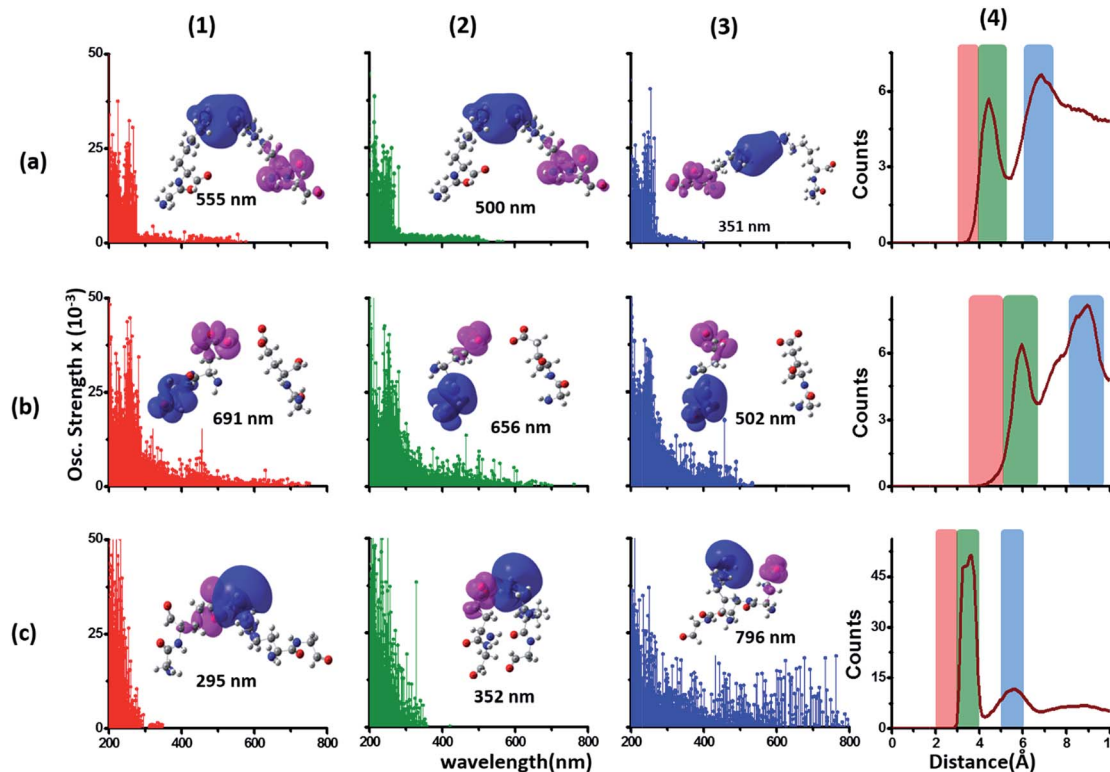 (1) (2) (3) (4)
(a)
50
25
0
555 nm
500 nm
351 nm
Counts
6
3
0
(b)
Osc. Strength x (10⁻³)
50
25
0
691 nm
656 nm
502 nm
Counts
6
3
0
(c)
50
25
0
295 nm
352 nm
796 nm
Counts
45
30
15
0
200 400 600 800
200 400 600 800
200 400 600 800
0 2 4 6 8
wavelength(nm)
Distance(Å)